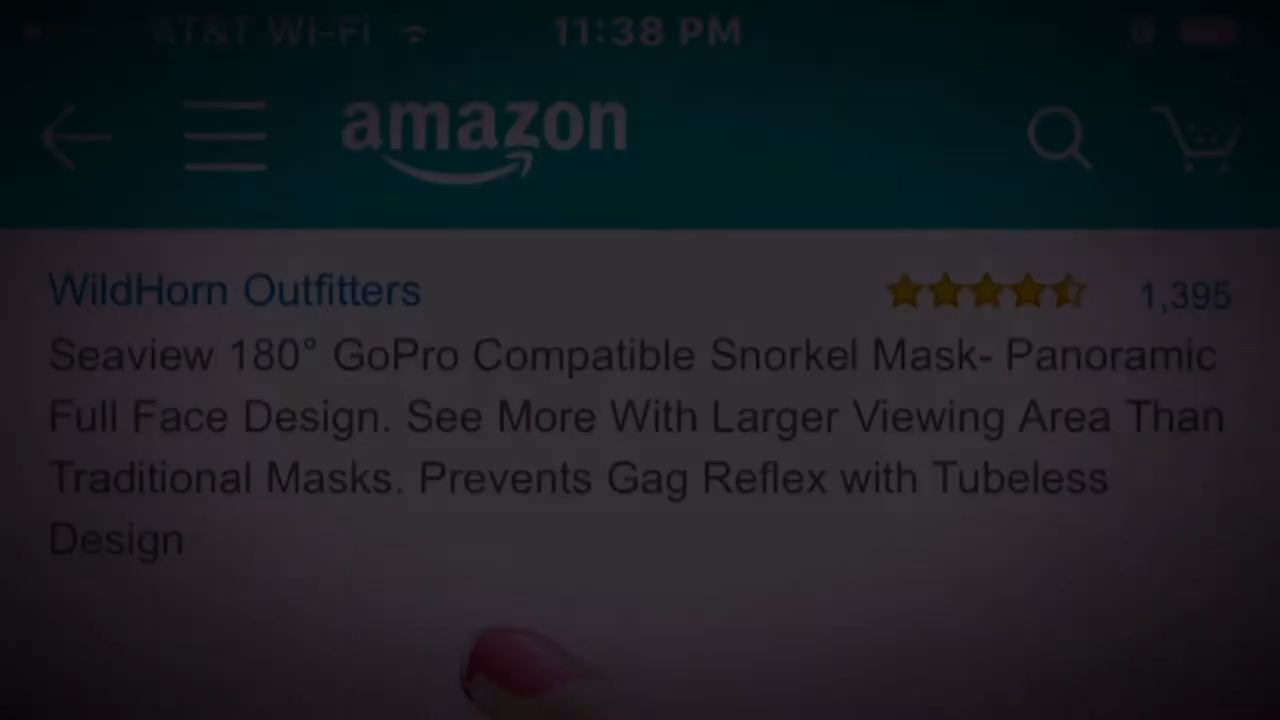 AT&T Wi-Fi 11:38 PM
amazon
WildHorn Outfitters 1,395
Seaview 180° GoPro Compatible Snorkel Mask- Panoramic
Full Face Design. See More With Larger Viewing Area Than
Traditional Masks. Prevents Gag Reflex with Tubeless
Design